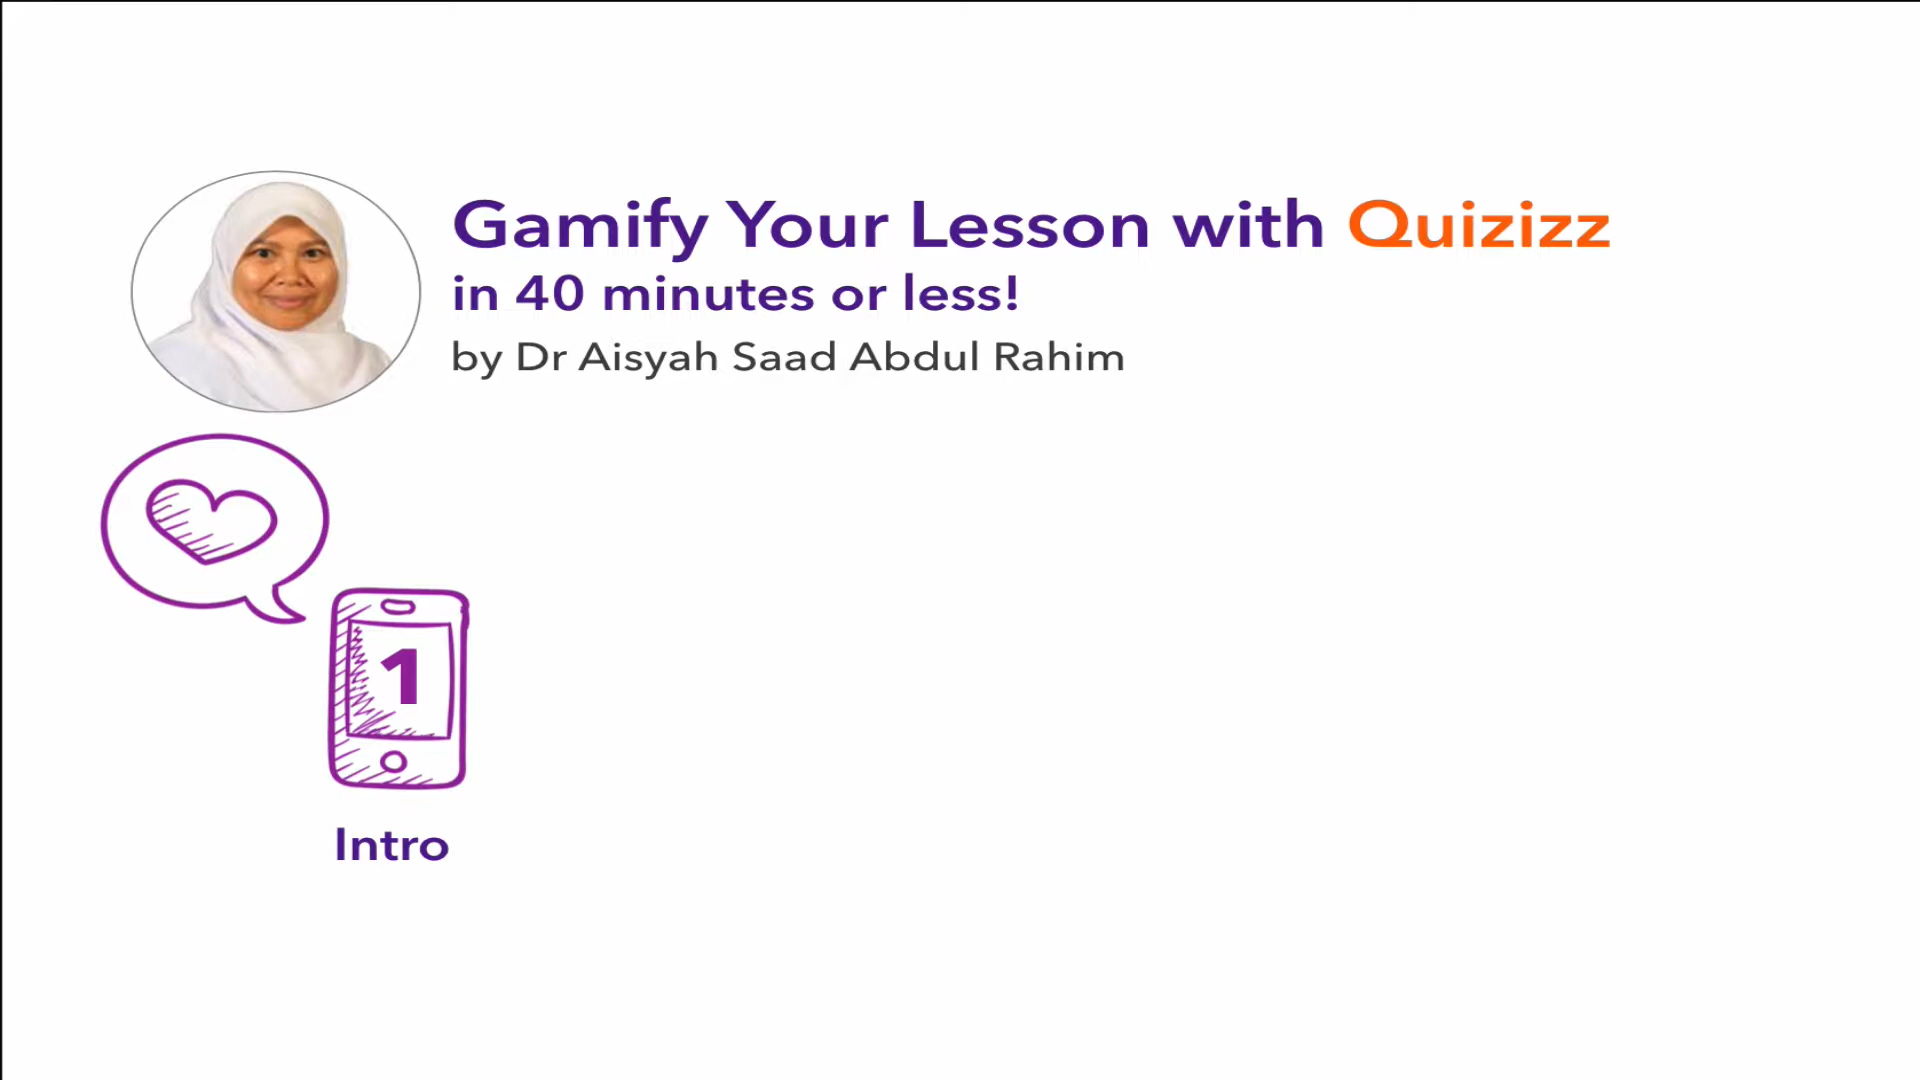 Gamify Your Lesson with Quizizz
in 40 minutes or less!
by Dr Aisyah Saad Abdul Rahim
1
Intro